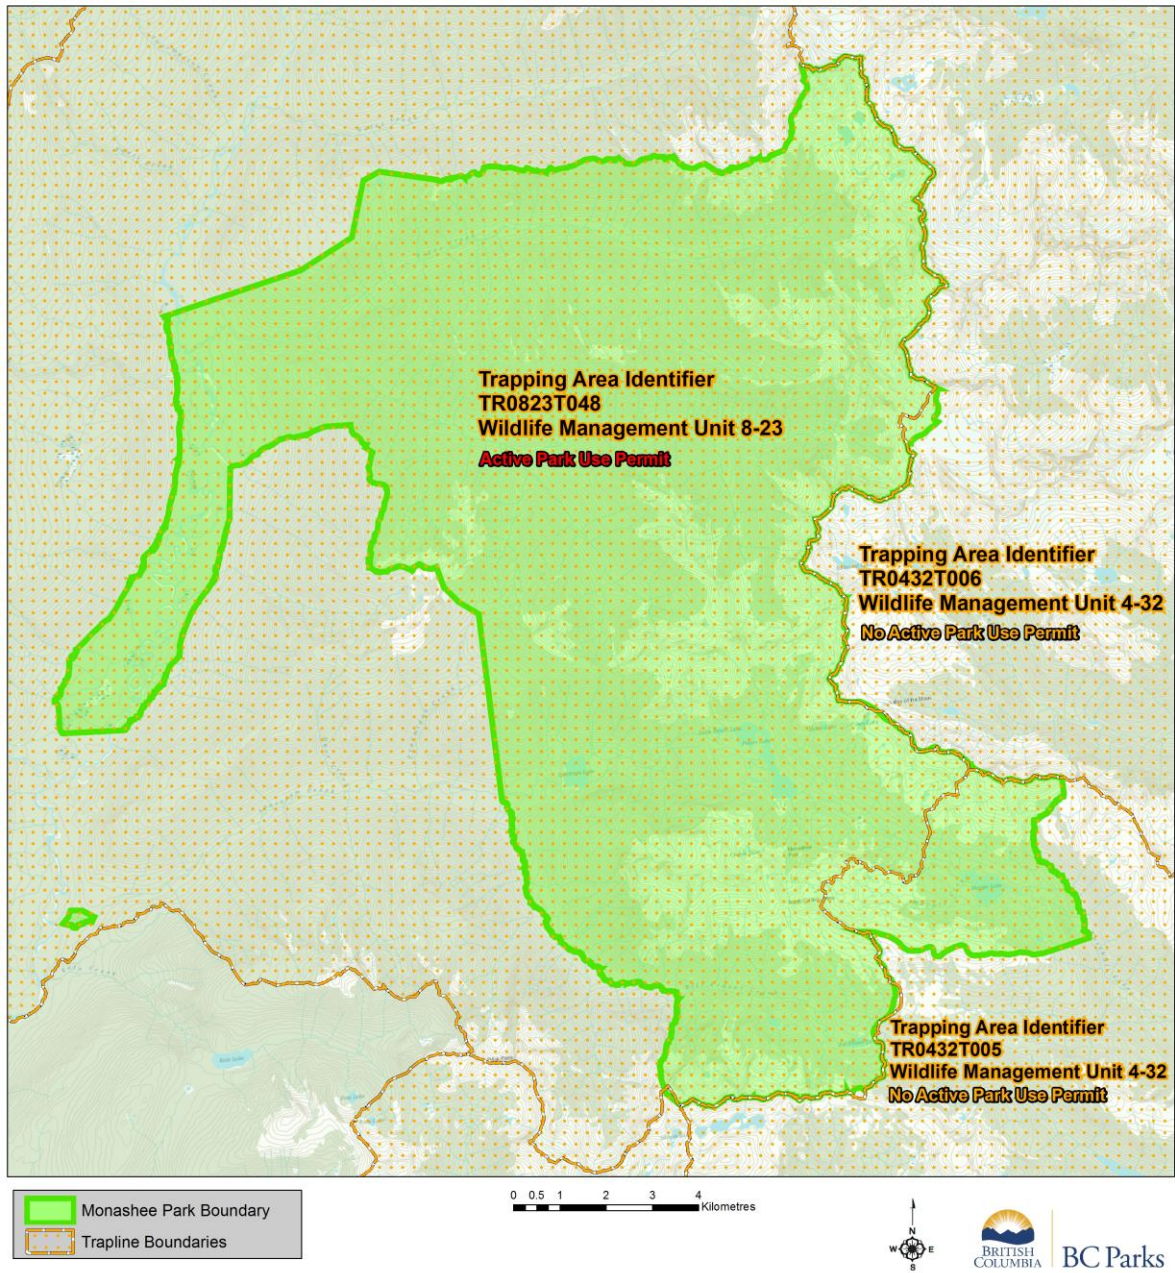 Trapping Area Identifier
TR0823T048
Wildlife Management Unit 8-23
Active Park Use Permit
Trapping Area Identifier
TR0432T006
Wildlife Management Unit 4-32
No Active Park Use Permit
Trapping Area Identifier
TR0432T005
Wildlife Management Unit 4-32
No Active Park Use Permit
Monashee Park Boundary
Trapline Boundaries
0 0.5 1 2 3 4
Kilometres
N
W E
S
BRITISH
COLUMBIA
BC Parks